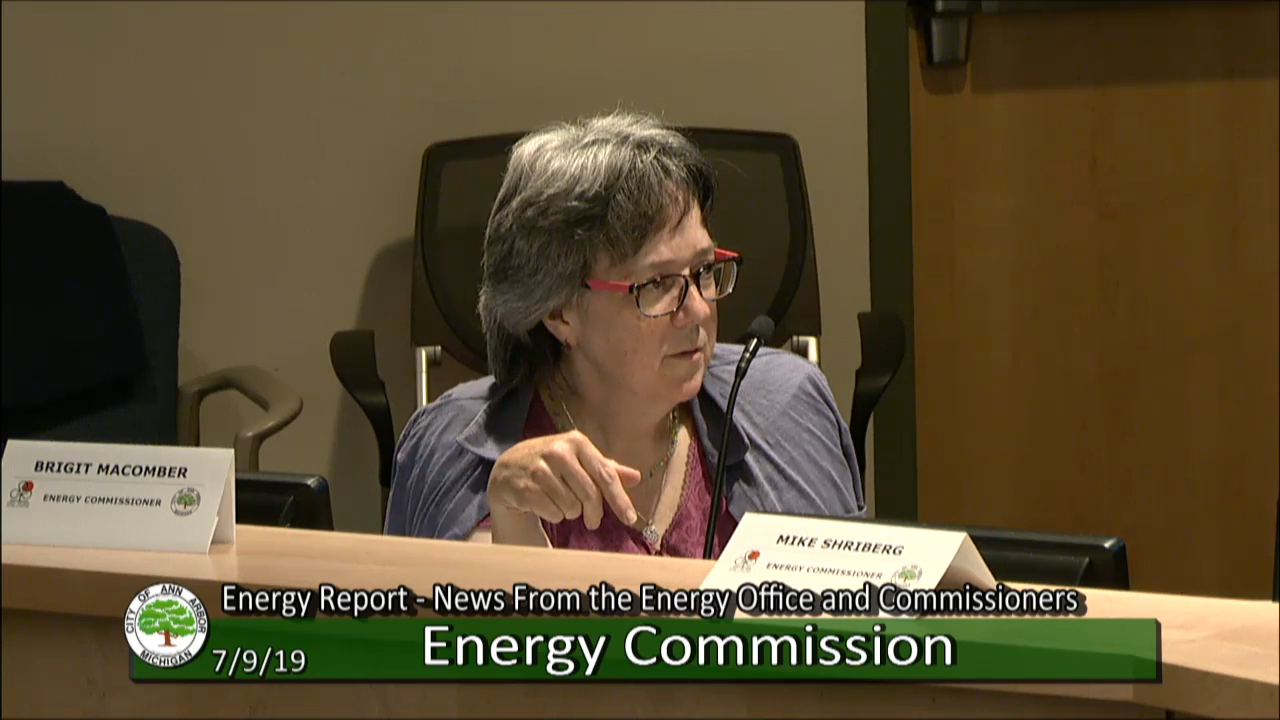 BRIGIT MACOMBER
ENERGY COMMISSIONER
MIKE SHRIBERG
ENERGY COMMISSIONER
Energy Report - News From the Energy Office and Commissioners
Energy Commission
CITY OF ANN ARBOR
MICHIGAN
7/9/19